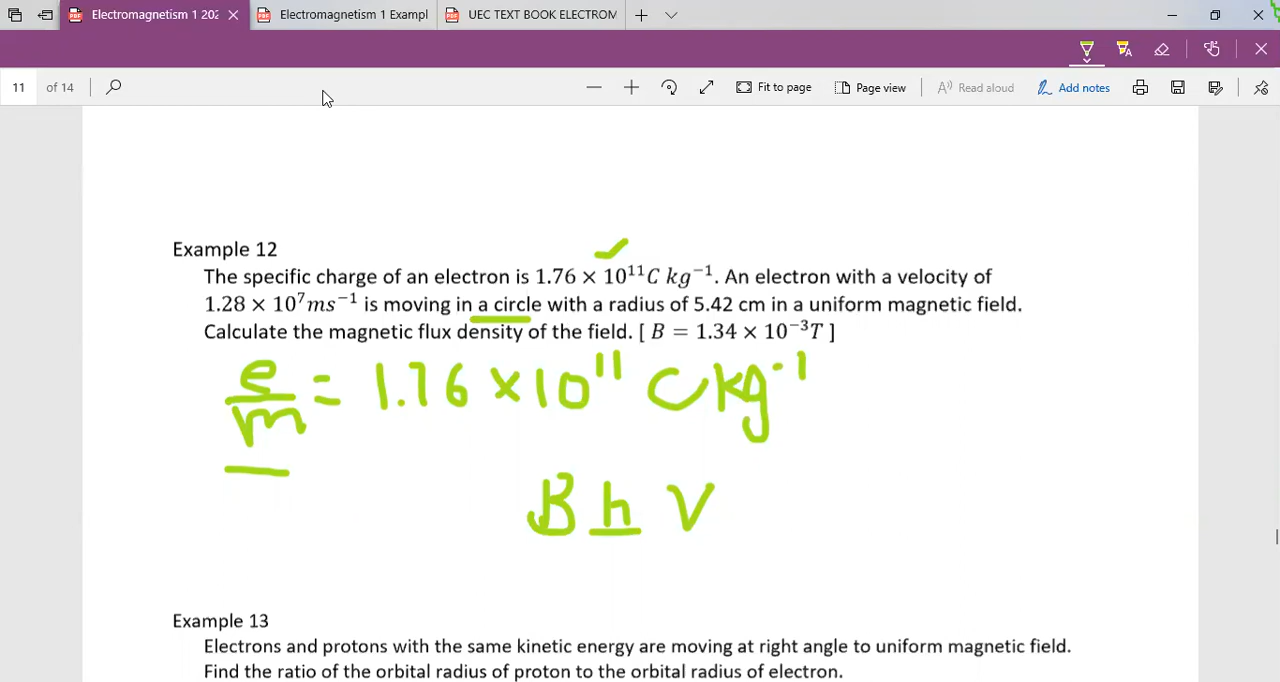 Electromagnetism 1 202
Electromagnetism 1 Exampl
UEC TEXT BOOK ELECTROM
11 of 14
Fit to page
Page view
Read aloud
Add notes
Example 12
The specific charge of an electron is 1.76 × 10¹¹C kg⁻¹. An electron with a velocity of
1.28 × 10⁷ms⁻¹ is moving in a circle with a radius of 5.42 cm in a uniform magnetic field.
Calculate the magnetic flux density of the field. [ B = 1.34 × 10⁻³T ]
e/m = 1.76 × 10¹¹ C kg⁻¹
B h V
Example 13
Electrons and protons with the same kinetic energy are moving at right angle to uniform magnetic field.
Find the ratio of the orbital radius of proton to the orbital radius of electron.